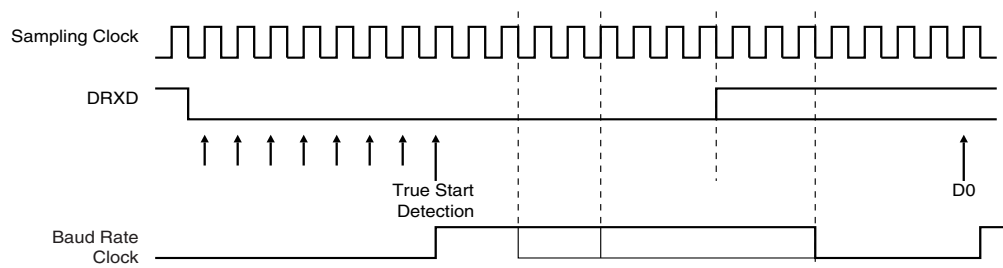 Sampling Clock
DRXD
True Start
Detection
D0
Baud Rate
Clock